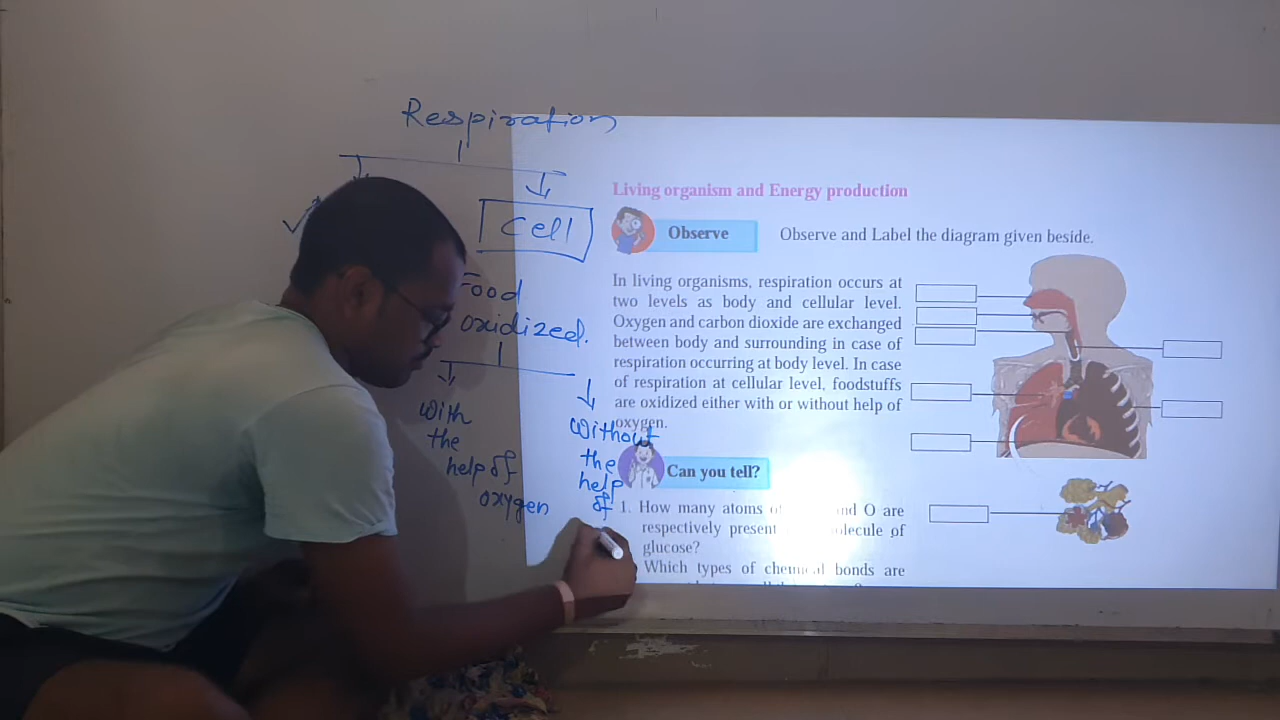 Respiration
Cell
Food
oxidized.
With
the
help of
oxygen
Without
the
help
of
Living organism and Energy production
Observe
Observe and Label the diagram given beside.
In living organisms, respiration occurs at
two levels as body and cellular level.
Oxygen and carbon dioxide are exchanged
between body and surrounding in case of
respiration occurring at body level. In case
of respiration at cellular level, foodstuffs
are oxidized either with or without help of
oxygen.
Can you tell?
1. How many atoms and O are
respectively present of
glucose?
Which types of chemical bonds are